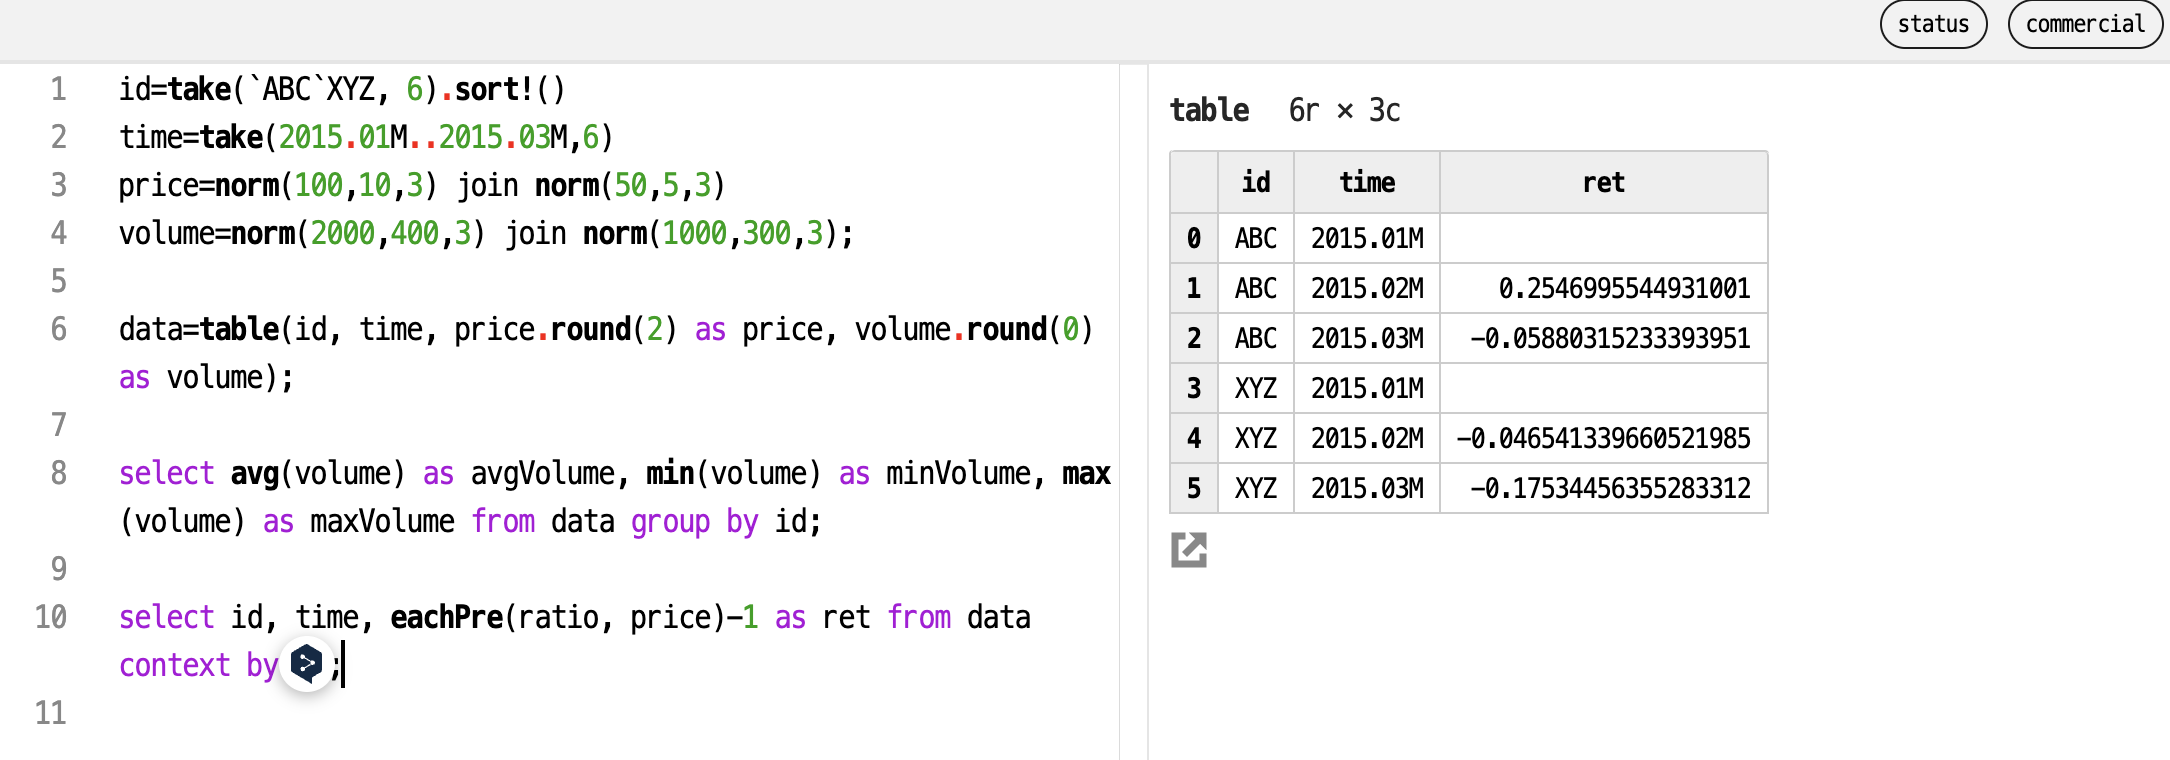 status commercial
1 id=take(`ABC`XYZ, 6).sort!()
2 time=take(2015.01M..2015.03M,6)
3 price=norm(100,10,3) join norm(50,5,3)
4 volume=norm(2000,400,3) join norm(1000,300,3);
5
6 data=table(id, time, price.round(2) as price, volume.round(0)
as volume);
7
8 select avg(volume) as avgVolume, min(volume) as minVolume, max
(volume) as maxVolume from data group by id;
9
10 select id, time, eachPre(ratio, price)-1 as ret from data
context by ;
11
table 6r × 3c
id time ret
0 ABC 2015.01M
1 ABC 2015.02M 0.2546995544931001
2 ABC 2015.03M -0.05880315233393951
3 XYZ 2015.01M
4 XYZ 2015.02M -0.046541339660521985
5 XYZ 2015.03M -0.17534456355283312